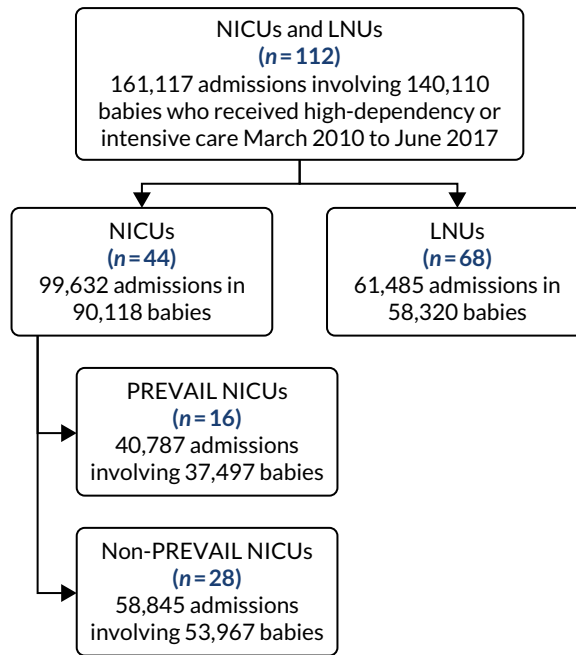 NICUs and LNUs
(n = 112)
161,117 admissions involving 140,110
babies who received high-dependency or
intensive care March 2010 to June 2017
NICUs
(n = 44)
99,632 admissions in
90,118 babies
LNUs
(n = 68)
61,485 admissions in
58,320 babies
PREVAIL NICUs
(n = 16)
40,787 admissions
involving 37,497 babies
Non-PREVAIL NICUs
(n = 28)
58,845 admissions
involving 53,967 babies